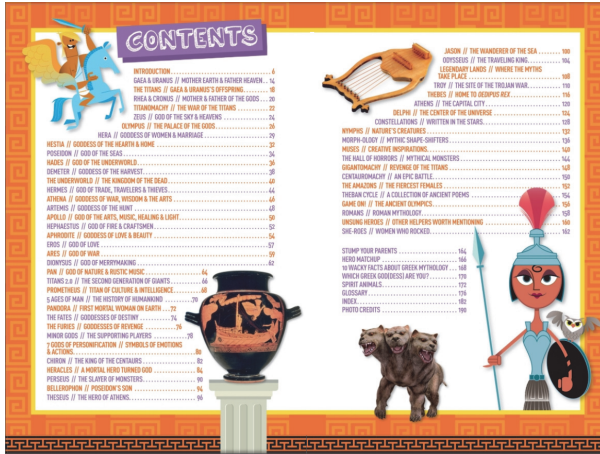 CONTENTS
INTRODUCTION 6
GAEA & URANUS // MOTHER EARTH & FATHER HEAVEN 14
THE TITANS // GAEA & URANUS'S OFFSPRING 18
RHEA & CRONUS // MOTHER & FATHER OF THE GODS 20
TITANOMACHY // THE WAR OF THE TITANS 22
ZEUS // GOD OF THE SKY & HEAVENS 24
OLYMPUS // THE PALACE OF THE GODS 26
HERA // GODDESS OF WOMEN & MARRIAGE 29
HESTIA // GODDESS OF THE HEARTH & HOME 32
POSEIDON // GOD OF THE SEAS 34
HADES // GOD OF THE UNDERWORLD 36
DEMETER // GODDESS OF THE HARVEST 38
THE UNDERWORLD // THE KINGDOM OF THE DEAD 40
HERMES // GOD OF TRADE, TRAVELERS & THIEVES 44
ATHENA // GODDESS OF WAR, WISDOM & THE ARTS 46
ARTEMIS // GODDESS OF THE HUNT 48
APOLLO // GOD OF THE ARTS, MUSIC, HEALING & LIGHT 50
HEPHAESTUS // GOD OF FIRE & CRAFTSMEN 52
APHRODITE // GODDESS OF LOVE & BEAUTY 54
EROS // GOD OF LOVE 57
ARES // GOD OF WAR 59
DIONYSUS // GOD OF MERRYMAKING 62
PAN // GOD OF NATURE & RUSTIC MUSIC 64
TITANS 2.0 // THE SECOND GENERATION OF GIANTS 66
PROMETHEUS // TITAN OF CULTURE & INTELLIGENCE 68
5 AGES OF MAN // THE HISTORY OF HUMANKIND 70
PANDORA // FIRST MORTAL WOMAN ON EARTH 72
THE FATES // GODDESSES OF DESTINY 74
THE FURIES // GODDESSES OF REVENGE 76
MINOR GODS // THE SUPPORTING PLAYERS 78
7 GODS OF PERSONIFICATION // SYMBOLS OF EMOTIONS
& ACTIONS 80
CHIRON // THE KING OF THE CENTAURS 82
HERACLES // A MORTAL HERO TURNED GOD 84
PERSEUS // THE SLAYER OF MONSTERS 90
BELLEROPHON // POSEIDON'S SON 94
THESEUS // THE HERO OF ATHENS 96
JASON // THE WANDERER OF THE SEA 100
ODYSSEUS // THE TRAVELING KING 104
LEGENDARY LANDS // WHERE THE MYTHS
TAKE PLACE 108
TROY // THE SITE OF THE TROJAN WAR 110
THEBES // HOME TO OEDIPUS REX 116
ATHENS // THE CAPITAL CITY 120
DELPHI // THE CENTER OF THE UNIVERSE 124
CONSTELLATIONS // WRITTEN IN THE STARS 128
NYMPHS // NATURE'S CREATURES 132
MORPH-OLOGY // MYTHIC SHAPE-SHIFTERS 136
MUSES // CREATIVE INSPIRATIONS 140
THE HALL OF HORRORS // MYTHICAL MONSTERS 144
GIGANTOMACHY // REVENGE OF THE TITANS 148
CENTAUROMACHY // AN EPIC BATTLE 150
THE AMAZONS // THE FIERCEST FEMALES 152
THEBAN CYCLE // A COLLECTION OF ANCIENT POEMS 154
GAME ON! // THE ANCIENT OLYMPICS 156
ROMANS // ROMAN MYTHOLOGY 158
UNSUNG HEROES // OTHER HELPERS WORTH MENTIONING 160
SHE-ROES // WOMEN WHO ROCKED 162
STUMP YOUR PARENTS 164
HERO MATCHUP 166
10 WACKY FACTS ABOUT GREEK MYTHOLOGY 168
WHICH GREEK GOD(DESS) ARE YOU? 170
SPIRIT ANIMALS 172
GLOSSARY 176
INDEX 182
PHOTO CREDITS 190